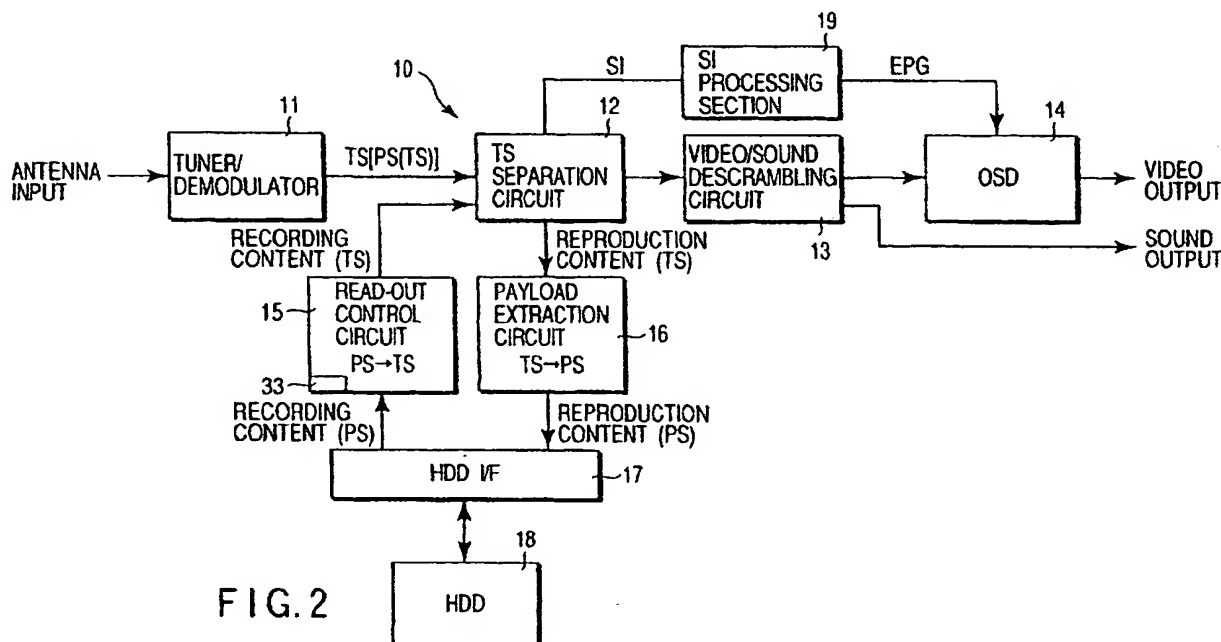 19
SI
SI
PROCESSING
SECTION
EPG
10
11
12
14
ANTENNA
INPUT
TUNER/
DEMODULATOR
TS[PS(TS)]
TS
SEPARATION
CIRCUIT
VIDEO/SOUND
DESCRAMBLING
CIRCUIT
13
OSD
VIDEO
OUTPUT
SOUND
OUTPUT
RECORDING
CONTENT (TS)
REPRODUCTION
CONTENT (TS)
15
READ-OUT
CONTROL
CIRCUIT
PS→TS
33
PAYLOAD
EXTRACTION
CIRCUIT
TS→PS
16
RECORDING
CONTENT (PS)
REPRODUCTION
CONTENT (PS)
HDD I/F
17
18
HDD
FIG. 2